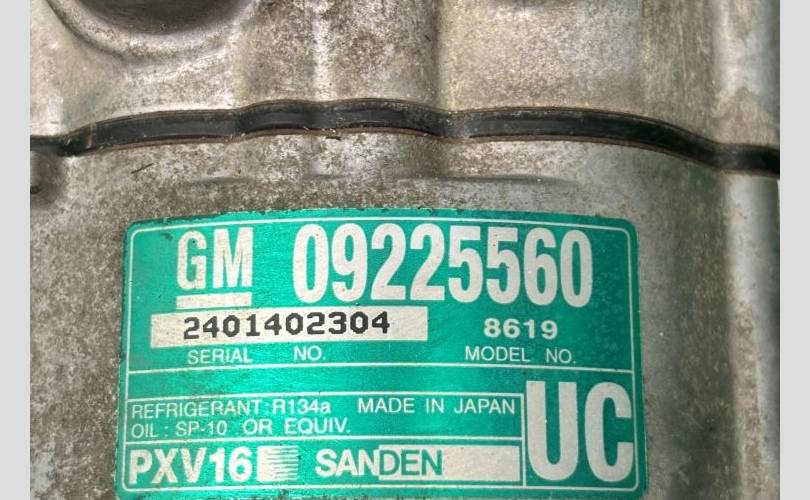 GM 09225560
2401402304 8619
SERIAL NO. MODEL NO.
REFRIGERANT : R134a MADE IN JAPAN
OIL : SP-10 OR EQUIV.
UC
PXV16 SANDEN